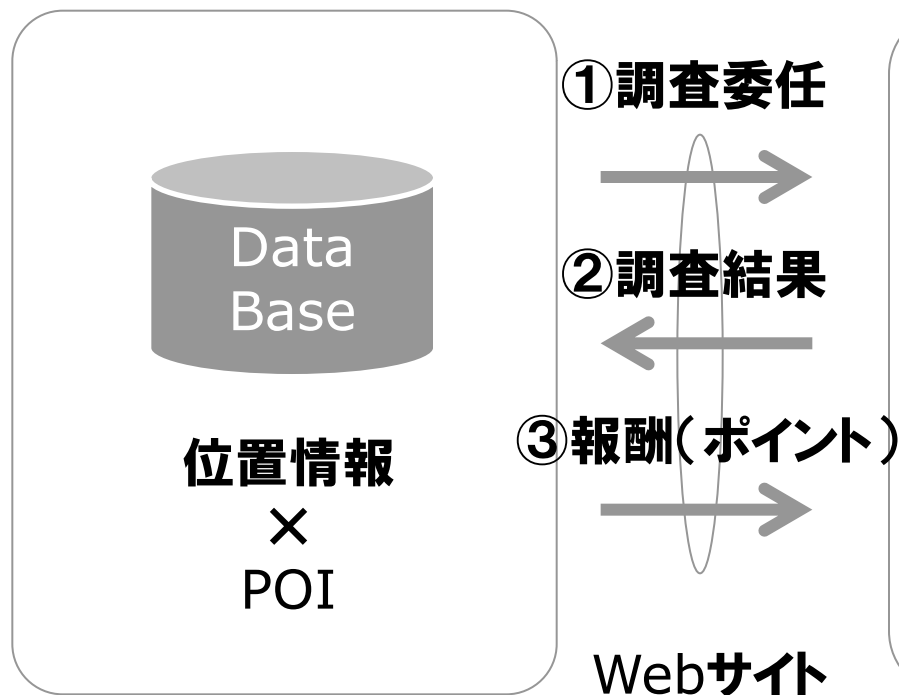 Data
Base
位置情報
×
POI
①調査委任
②調査結果
③報酬(ポイント)
Webサイト